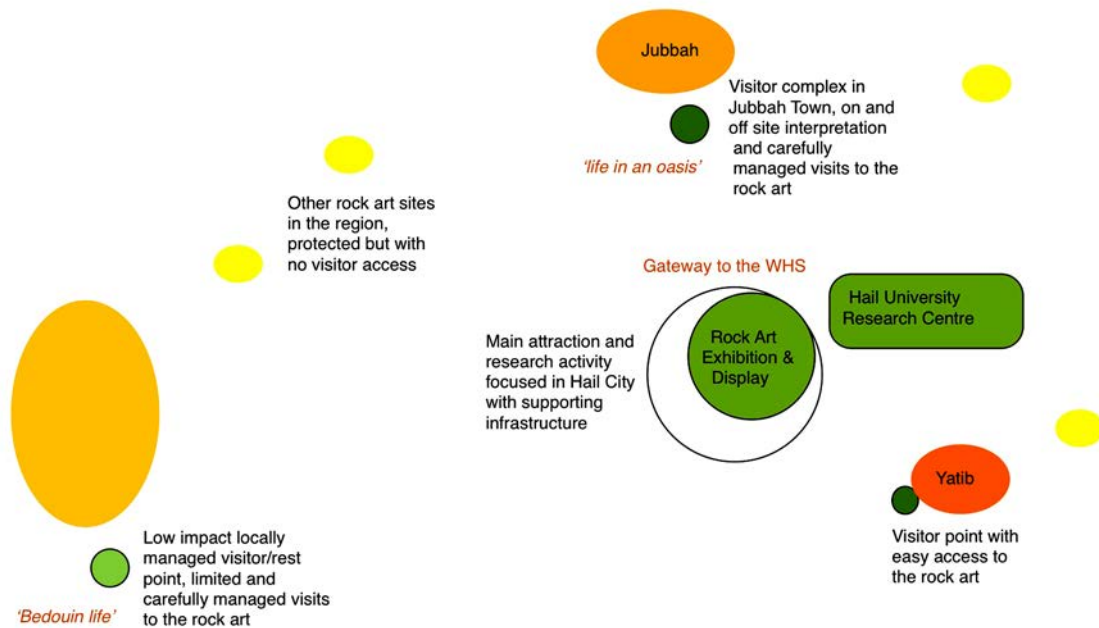 Jubbah
Visitor complex in
Jubbah Town, on and
off site interpretation
and carefully
managed visits to the
rock art
'life in an oasis'
Other rock art sites
in the region,
protected but with
no visitor access
Gateway to the WHS
Hail University
Research Centre
Main attraction and
research activity
focused in Hail City
with supporting
infrastructure
Rock Art
Exhibition &
Display
Yatib
Visitor point with
easy access to
the rock art
Low impact locally
managed visitor/rest
point, limited and
carefully managed visits
to the rock art
'Bedouin life'